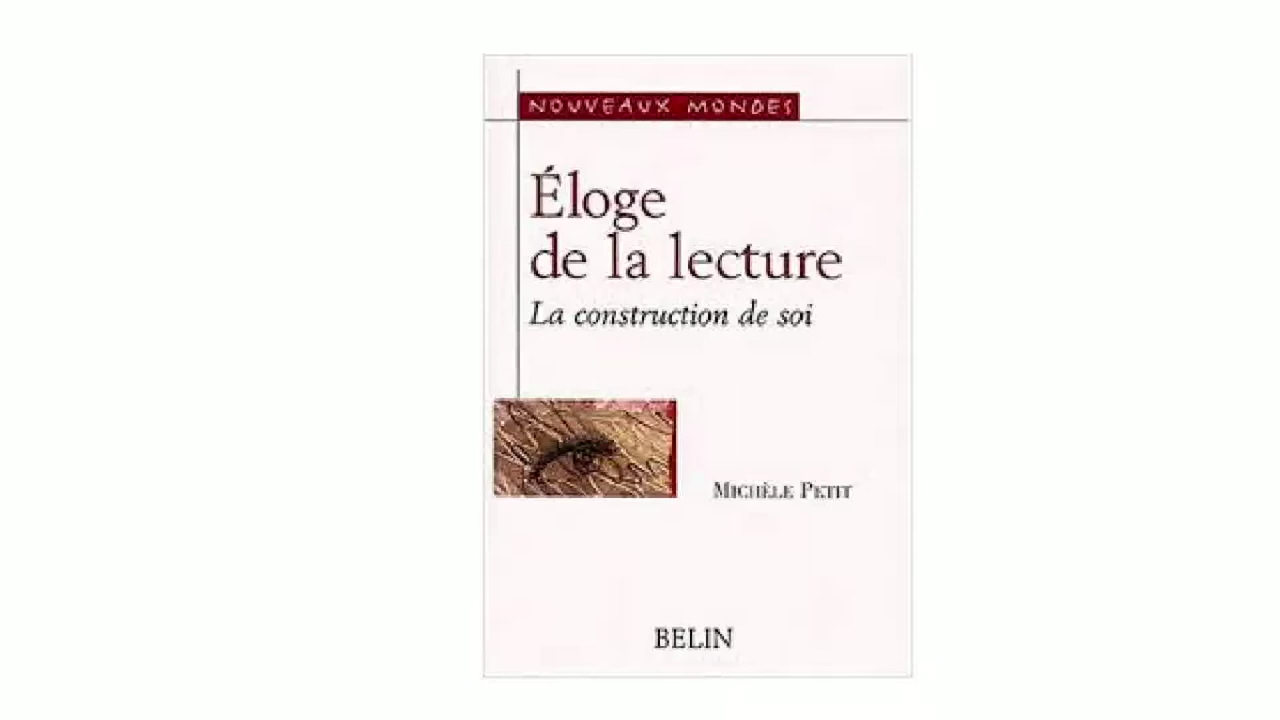 NOUVEAUX MONDES
Éloge
de la lecture
La construction de soi
MICHÈLE PETIT
BELIN